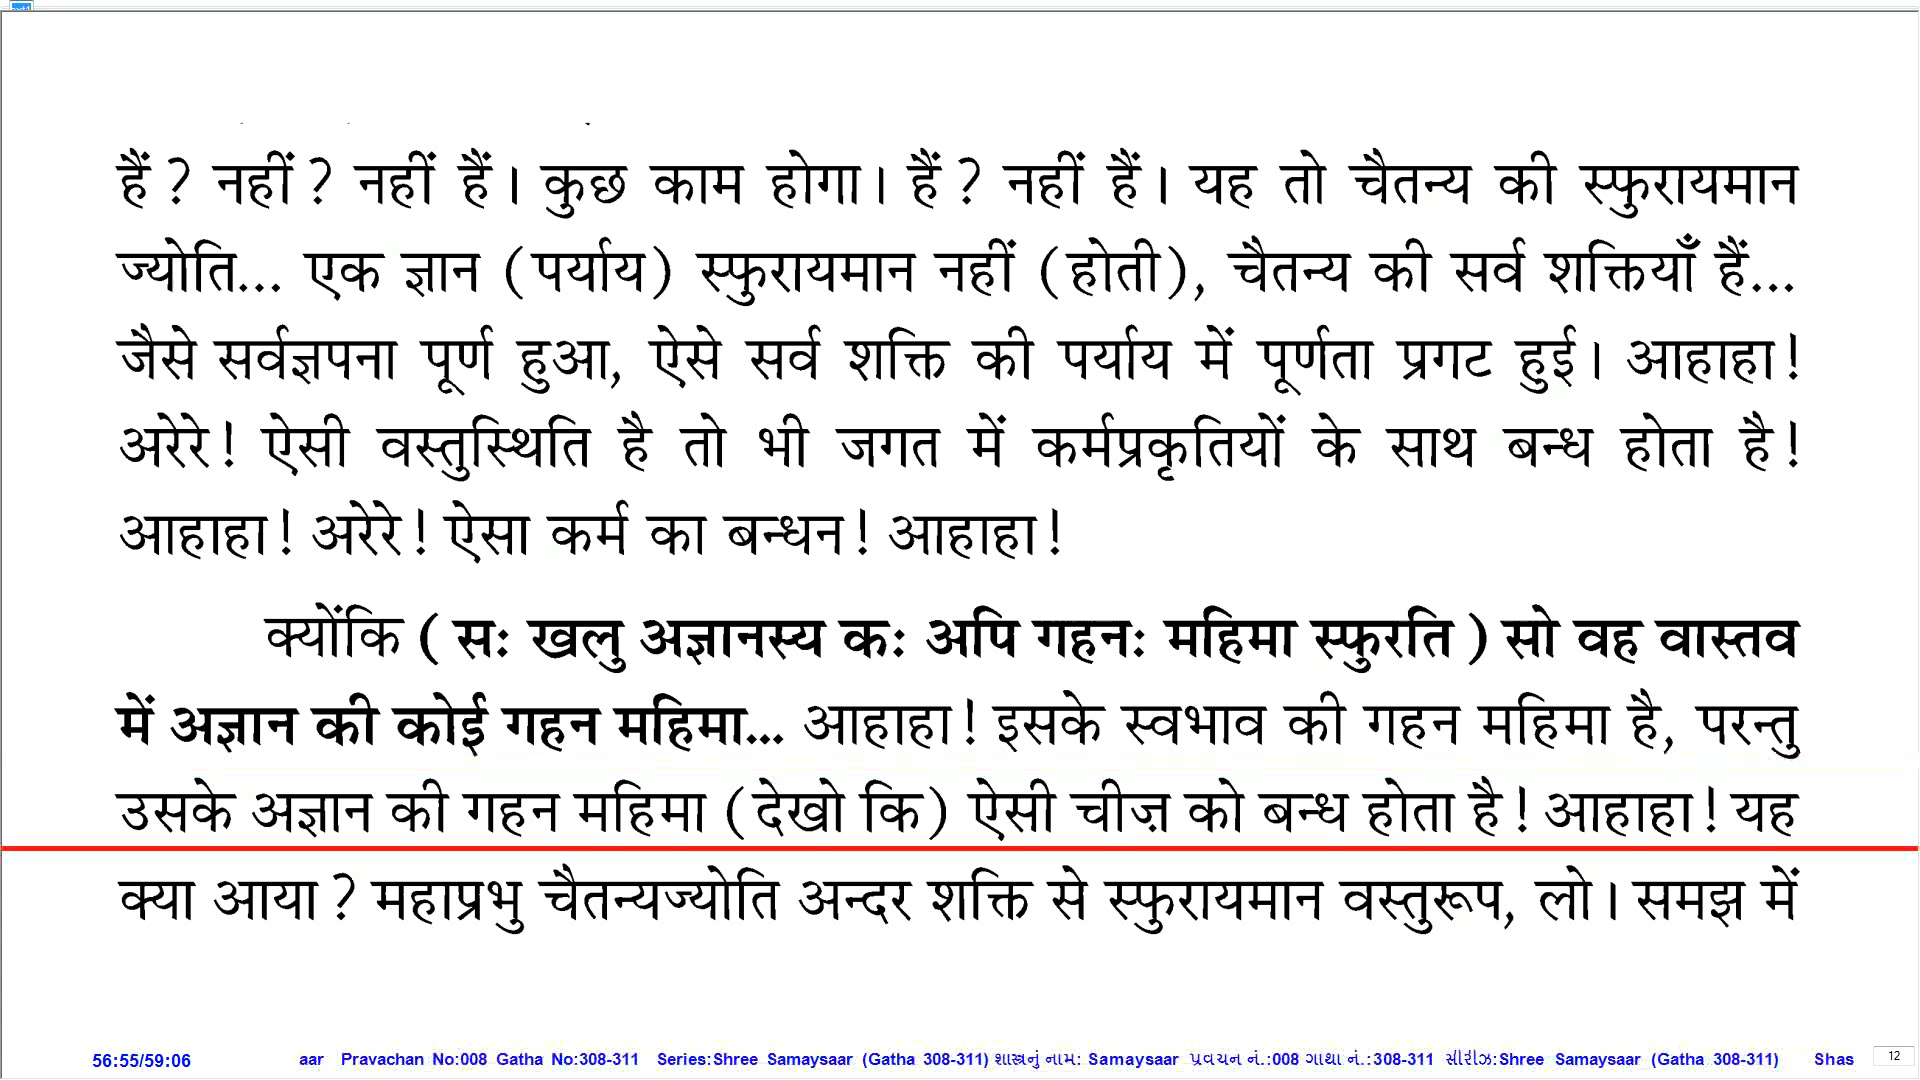 हैं ? नहीं ? नहीं हैं। कुछ काम होगा। हैं ? नहीं हैं। यह तो चैतन्य की स्फुरायमान
ज्योति... एक ज्ञान (पर्याय) स्फुरायमान नहीं (होती), चैतन्य की सर्व शक्तियाँ हैं...
जैसे सर्वज्ञपना पूर्ण हुआ, ऐसे सर्व शक्ति की पर्याय में पूर्णता प्रगट हुई। आहाहा!
अरेरे! ऐसी वस्तुस्थिति है तो भी जगत में कर्मप्रकृतियों के साथ बन्ध होता है!
आहाहा! अरेरे! ऐसा कर्म का बन्धन! आहाहा!
क्योंकि ( सः खलु अज्ञानस्य कः अपि गहनः महिमा स्फुरति ) सो वह वास्तव
में अज्ञान की कोई गहन महिमा... आहाहा! इसके स्वभाव की गहन महिमा है, परन्तु
उसके अज्ञान की गहन महिमा (देखो कि) ऐसी चीज़ को बन्ध होता है! आहाहा! यह
क्या आया? महाप्रभु चैतन्यज्योति अन्दर शक्ति से स्फुरायमान वस्तुरूप, लो। समझ में
56:55/59:06 aar Pravachan No:008 Gatha No:308-311 Series:Shree Samaysaar (Gatha 308-311) શાસ્ત્રનું નામ: Samaysaar પ્રવચન નં.:008 ગાથા નં.:308-311 સીરીઝ:Shree Samaysaar (Gatha 308-311) Shas 12